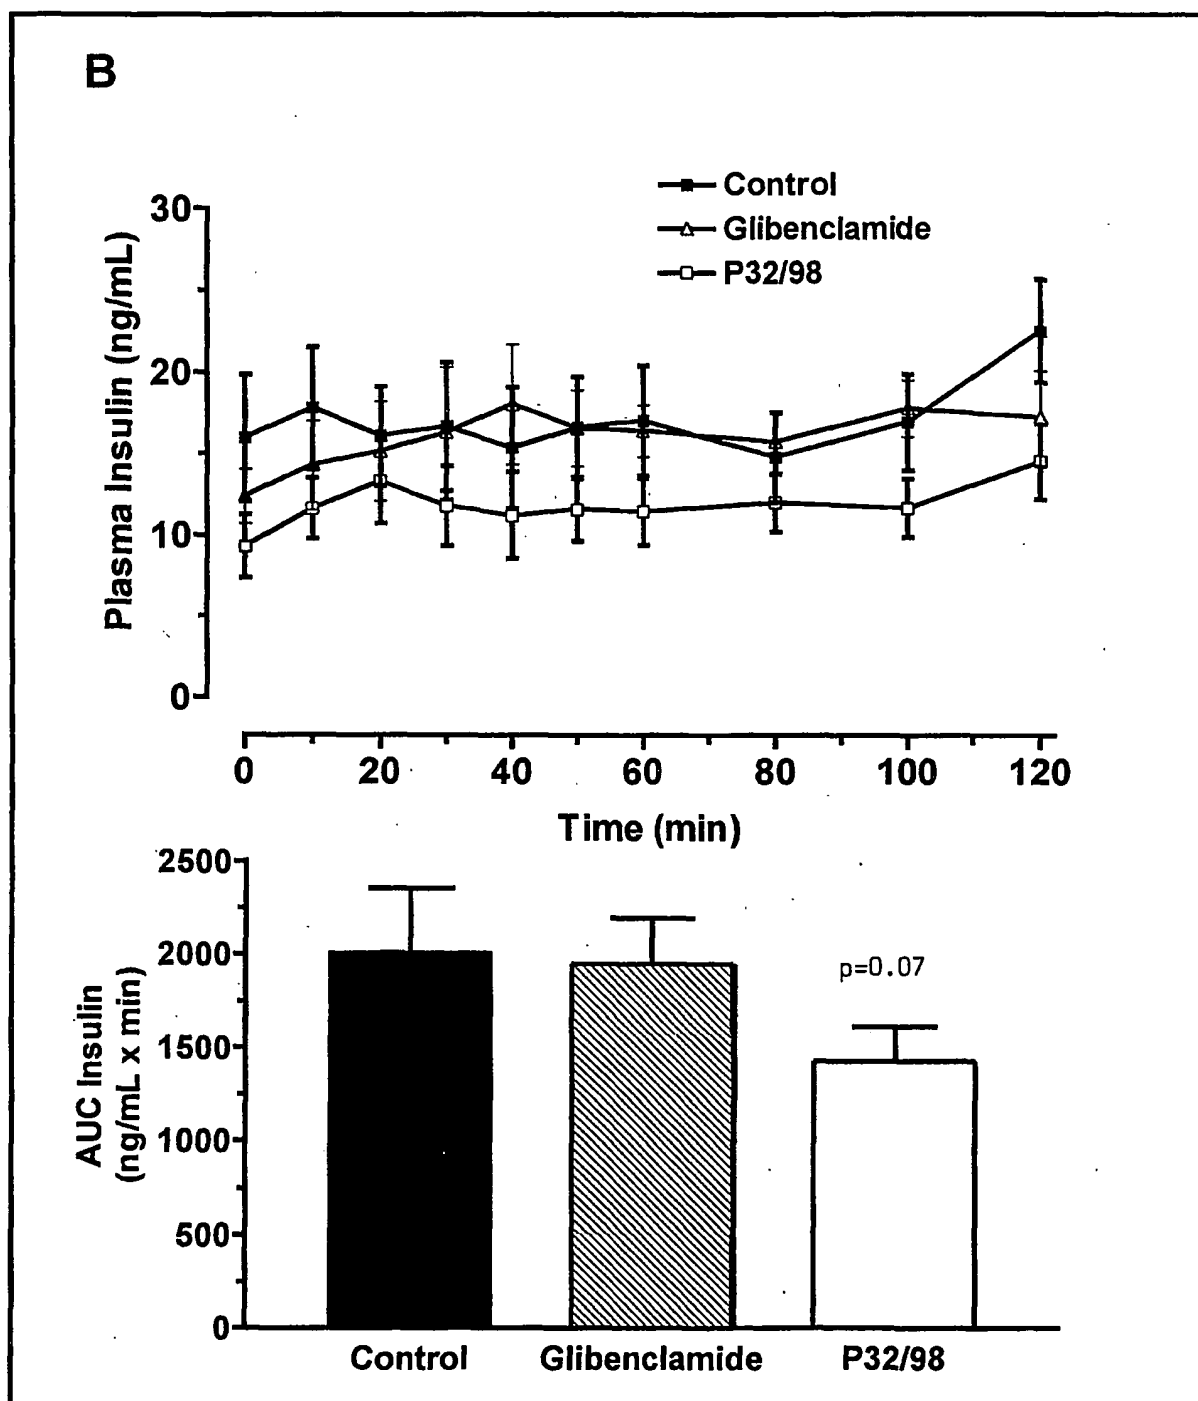 B
Control
Glibenclamide
P32/98
30
20
10
0
Plasma Insulin (ng/mL)
0 20 40 60 80 100 120
Time (min)
2500
2000
1500
1000
500
0
AUC Insulin
(ng/mL x min)
p=0.07
Control Glibenclamide P32/98